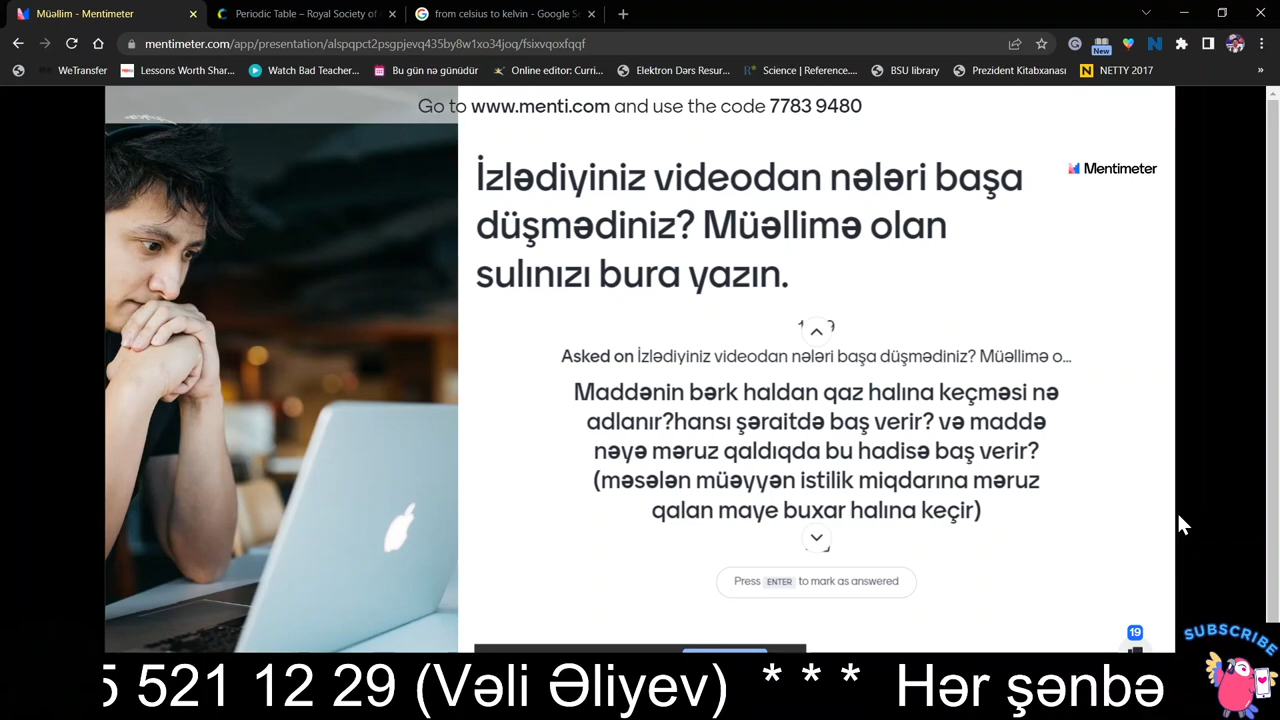 Müəllim - Mentimeter
Periodic Table – Royal Society of
from celsius to kelvin - Google S
mentimeter.com/app/presentation/alspqpct2psgpjevq435by8w1xo34joq/fsixvqoxfqqf
New
WeTransfer
Lessons Worth Shar...
Watch Bad Teacher...
Bu gün nə günüdür
Online editor: Curri...
Elektron Dərs Resur...
Science | Reference....
BSU library
Prezident Kitabxanası
NETTY 2017
Go to www.menti.com and use the code 7783 9480
Mentimeter
İzlədiyiniz videodan nələri başa
düşmədiniz? Müəllimə olan
sulınızı bura yazın.
Asked on İzlədiyiniz videodan nələri başa düşmədiniz? Müəllimə o...
Maddənin bərk haldan qaz halına keçməsi nə
adlanır?hansı şəraitdə baş verir? və maddə
nəyə məruz qaldıqda bu hadisə baş verir?
(məsələn müəyyən istilik miqdarına məruz
qalan maye buxar halına keçir)
Press ENTER to mark as answered
19
SUBSCRIBE
5 521 12 29 (Vəli Əliyev) * * * Hər şənbə